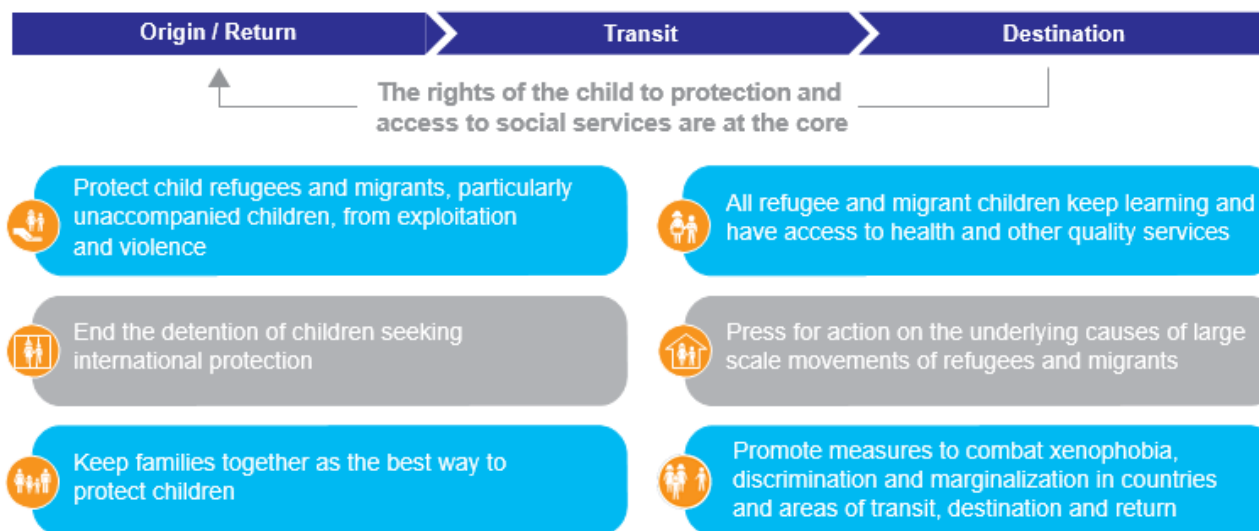 Origin / Return
Transit
Destination
The rights of the child to protection and
access to social services are at the core
Protect child refugees and migrants, particularly
unaccompanied children, from exploitation
and violence
All refugee and migrant children keep learning and
have access to health and other quality services
End the detention of children seeking
international protection
Press for action on the underlying causes of large
scale movements of refugees and migrants
Keep families together as the best way to
protect children
Promote measures to combat xenophobia,
discrimination and marginalization in countries
and areas of transit, destination and return